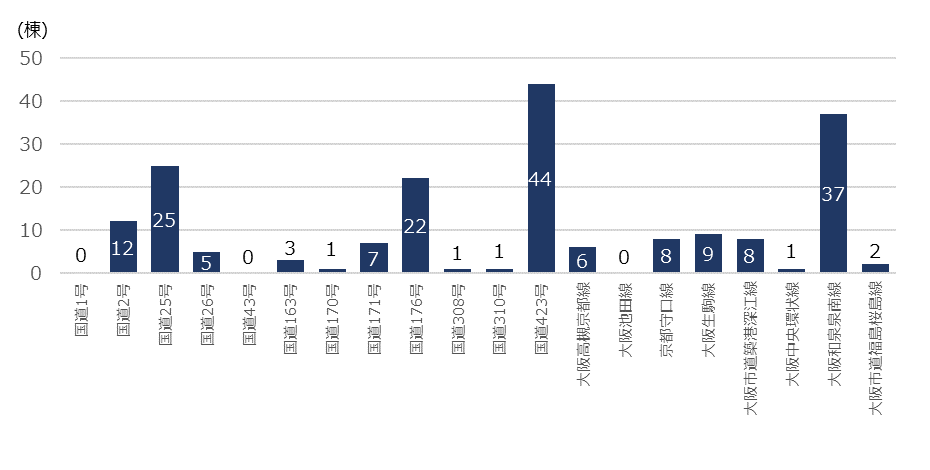 (棟)
50
40
30
20
10
0
0
12
25
5
0
3
1
7
22
1
1
44
6
0
8
9
8
1
37
2
国道1号
国道2号
国道25号
国道26号
国道43号
国道163号
国道170号
国道171号
国道176号
国道308号
国道310号
国道423号
大阪高槻京都線
大阪池田線
京都守口線
大阪生駒線
大阪市道築港深江線
大阪中央環状線
大阪和泉泉南線
大阪市道福島桜島線